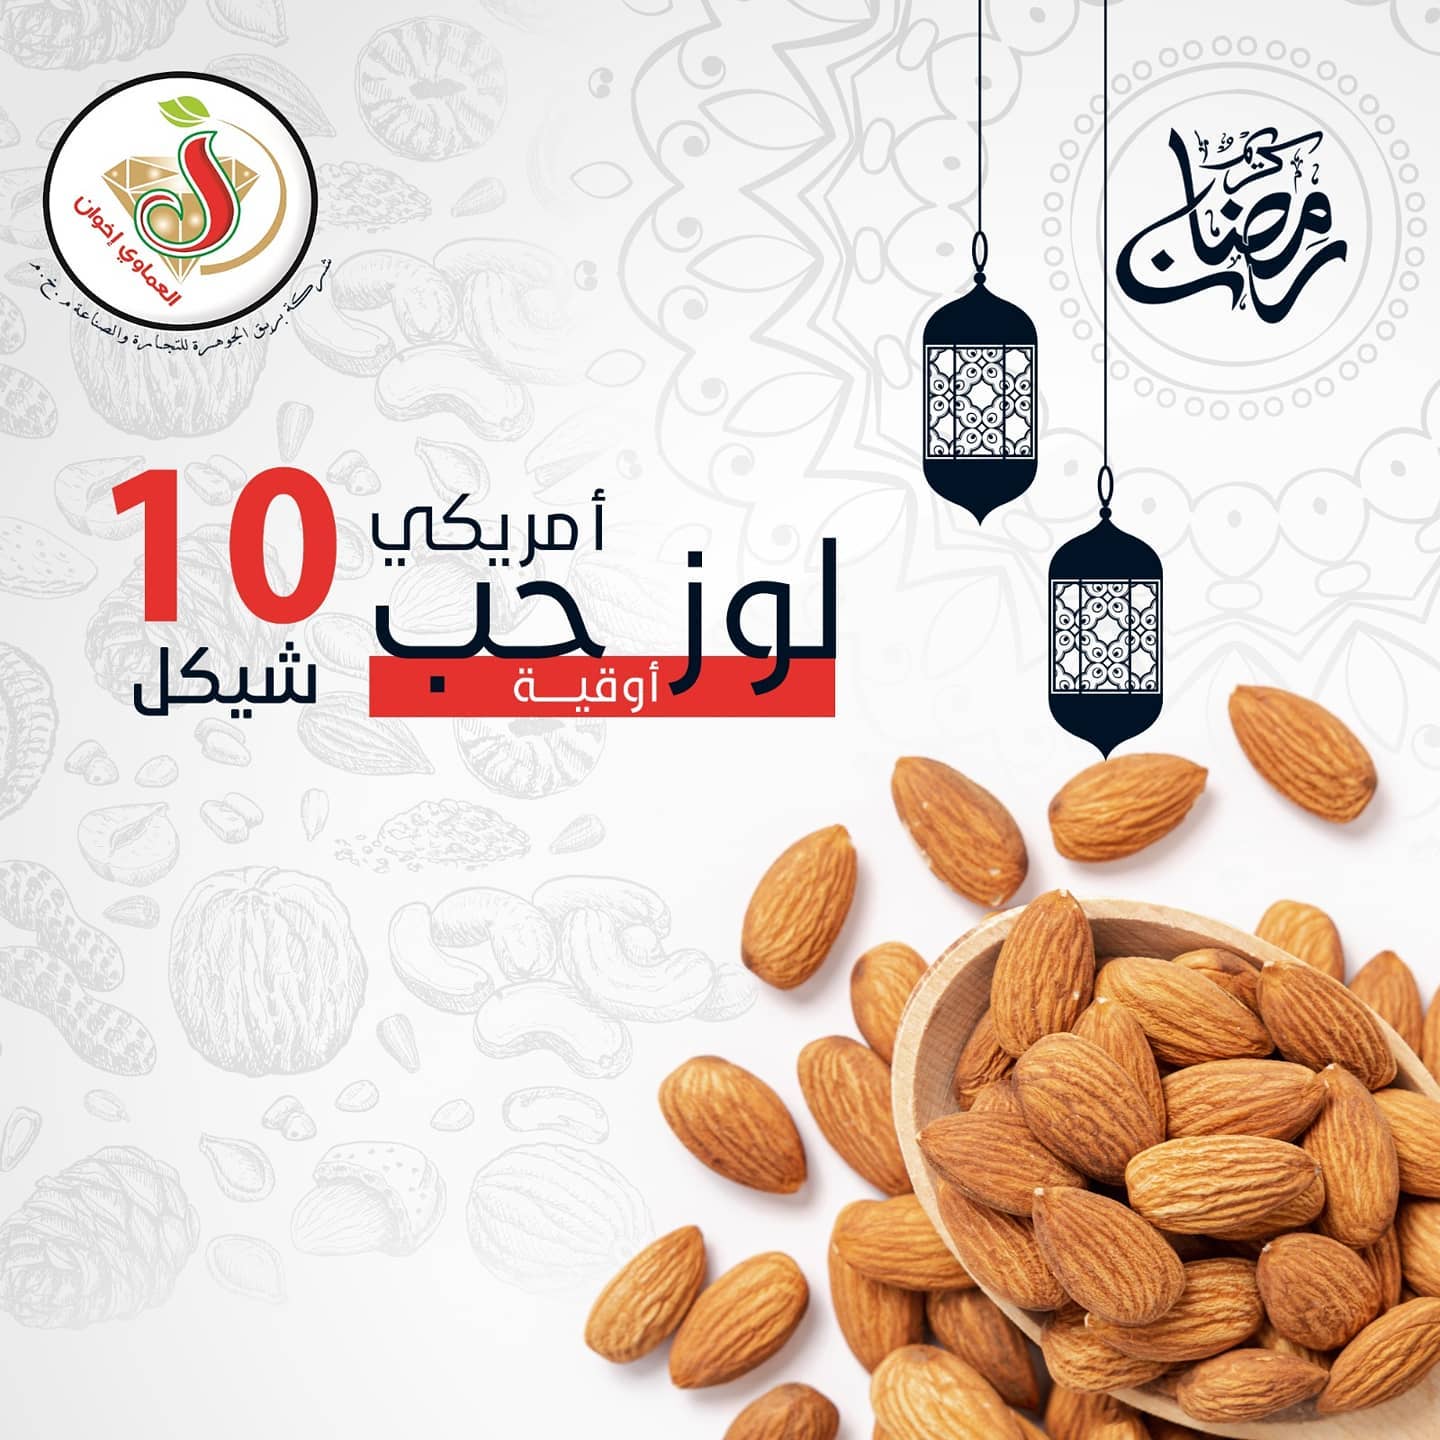 العماوي إخوان
شركة بريق الجوهرة للتجارة والصناعة م.خ.م
رمضان
كريم
لوز حب
أمريكي
أوقية
10
شيكل